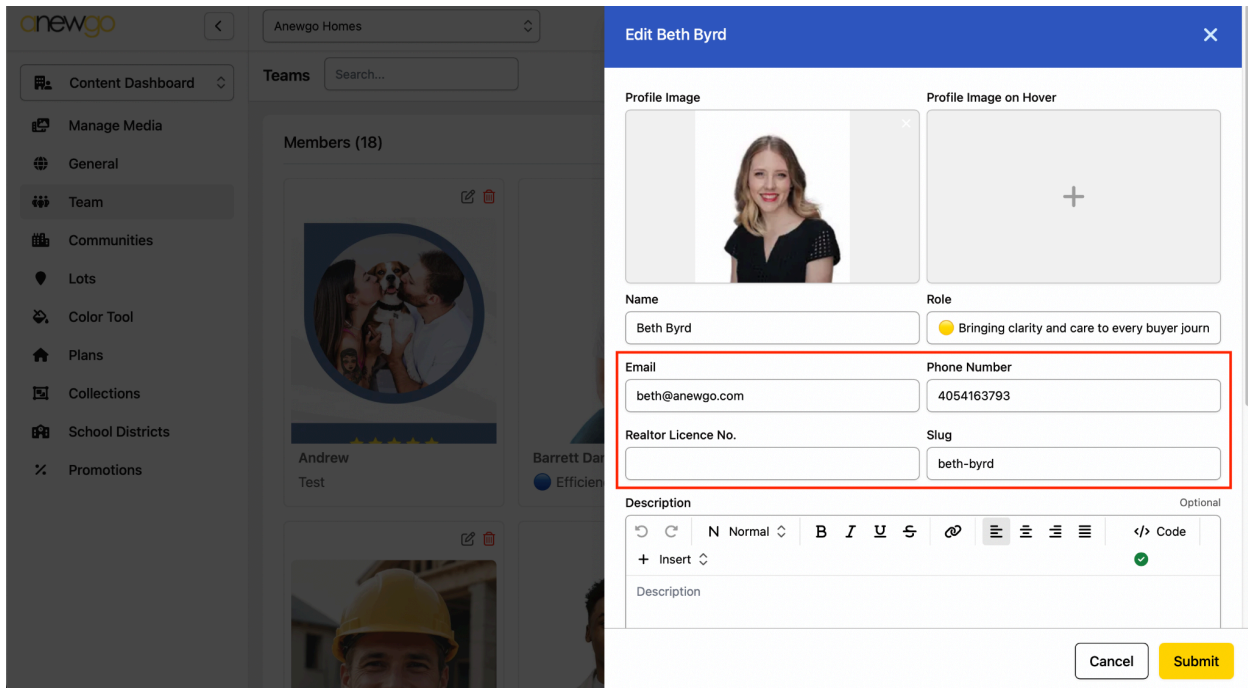 anewgo
Anewgo Homes
Content Dashboard
Manage Media
General
Team
Communities
Lots
Color Tool
Plans
Collections
School Districts
Promotions
Teams
Search...
Members (18)
Andrew
Test
Barrett Dar
Efficien
Edit Beth Byrd
Profile Image
Profile Image on Hover
Name
Role
Beth Byrd
Bringing clarity and care to every buyer journ
Email
Phone Number
beth@anewgo.com
4054163793
Realtor Licence No.
Slug
beth-byrd
Description
Optional
N Normal
B I U S
</> Code
+ Insert
Description
Cancel
Submit